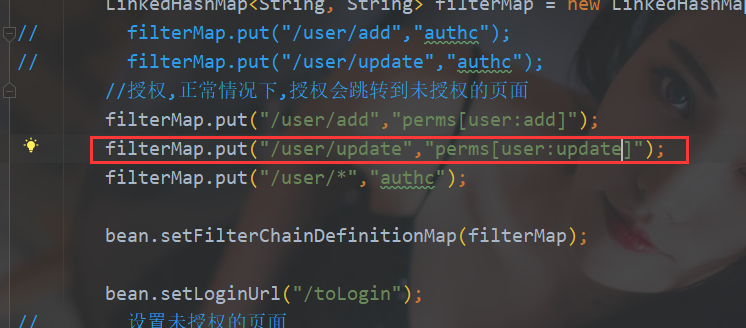 LinkedHashMap<String, String> filterMap = new LinkedHashMap
// filterMap.put("/user/add","authc");
// filterMap.put("/user/update","authc");
//授权,正常情况下,授权会跳转到未授权的页面
filterMap.put("/user/add","perms[user:add]");
filterMap.put("/user/update","perms[user:update]");
filterMap.put("/user/*","authc");
bean.setFilterChainDefinitionMap(filterMap);
bean.setLoginUrl("/toLogin");
// 设置未授权的页面